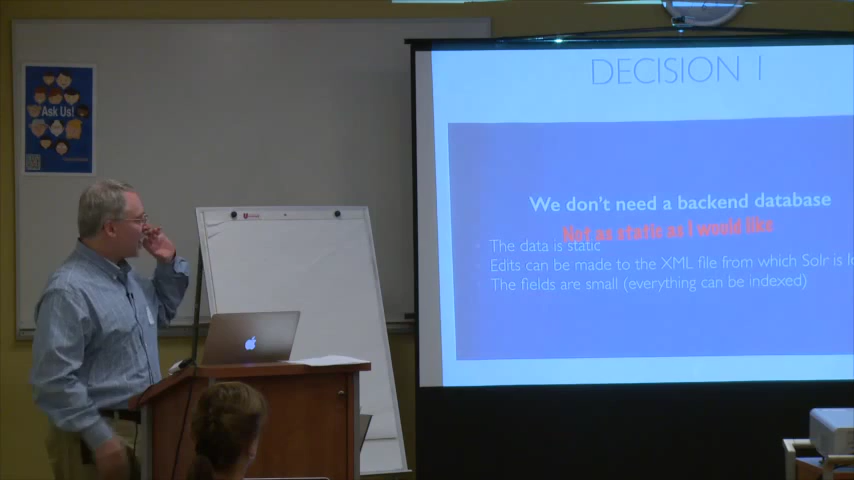 Ask Us!
DECISION 1
We don't need a backend database
Not as static as I would like
The data is static
Edits can be made to the XML file from which Solr is
The fields are small (everything can be indexed)